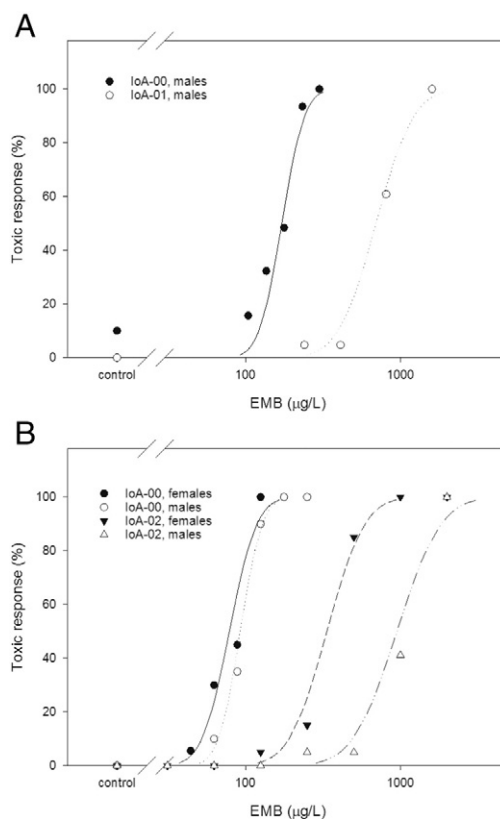 A
IoA-00, males
IoA-01, males
100
80
60
40
20
0
Toxic response (%)
control
100
1000
EMB (µg/L)
B
IoA-00, females
IoA-00, males
IoA-02, females
IoA-02, males
100
80
60
40
20
0
Toxic response (%)
control
100
1000
EMB (µg/L)